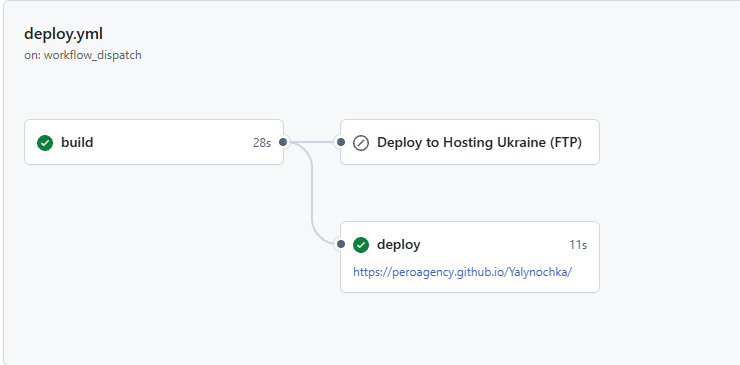 deploy.yml
on: workflow_dispatch
build 28s
Deploy to Hosting Ukraine (FTP)
deploy 11s
https://peroagency.github.io/Yalynochka/